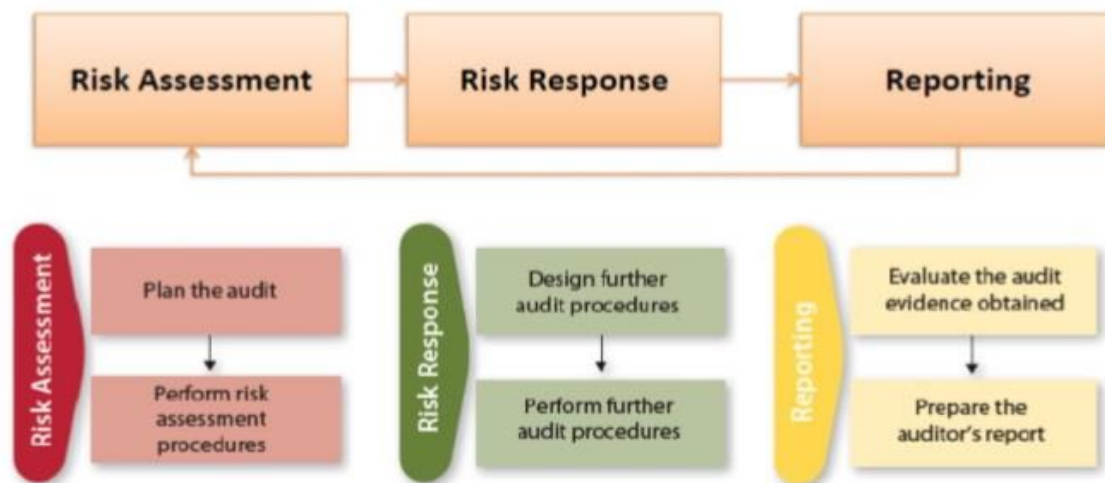 Risk Assessment
Risk Response
Reporting
Risk Assessment
Plan the audit
Perform risk
assessment
procedures
Risk Response
Design further
audit procedures
Perform further
audit procedures
Reporting
Evaluate the audit
evidence obtained
Prepare the
auditor's report